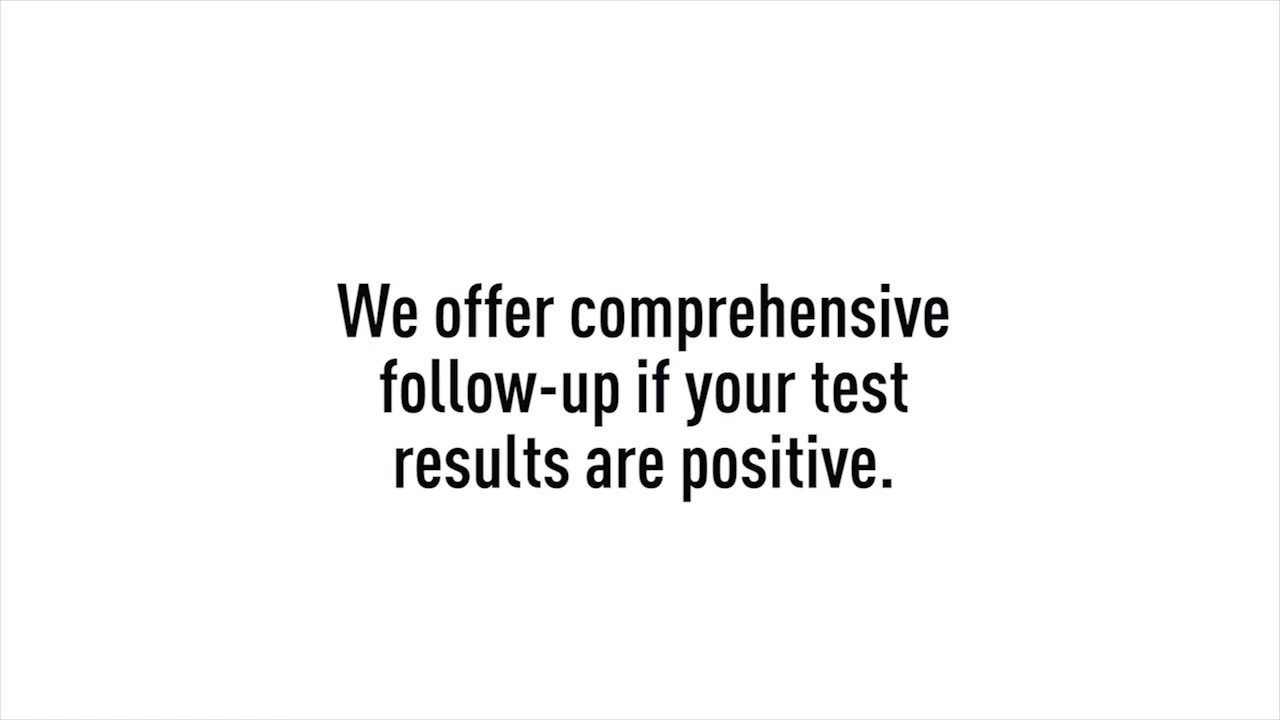 We offer comprehensive
follow-up if your test
results are positive.